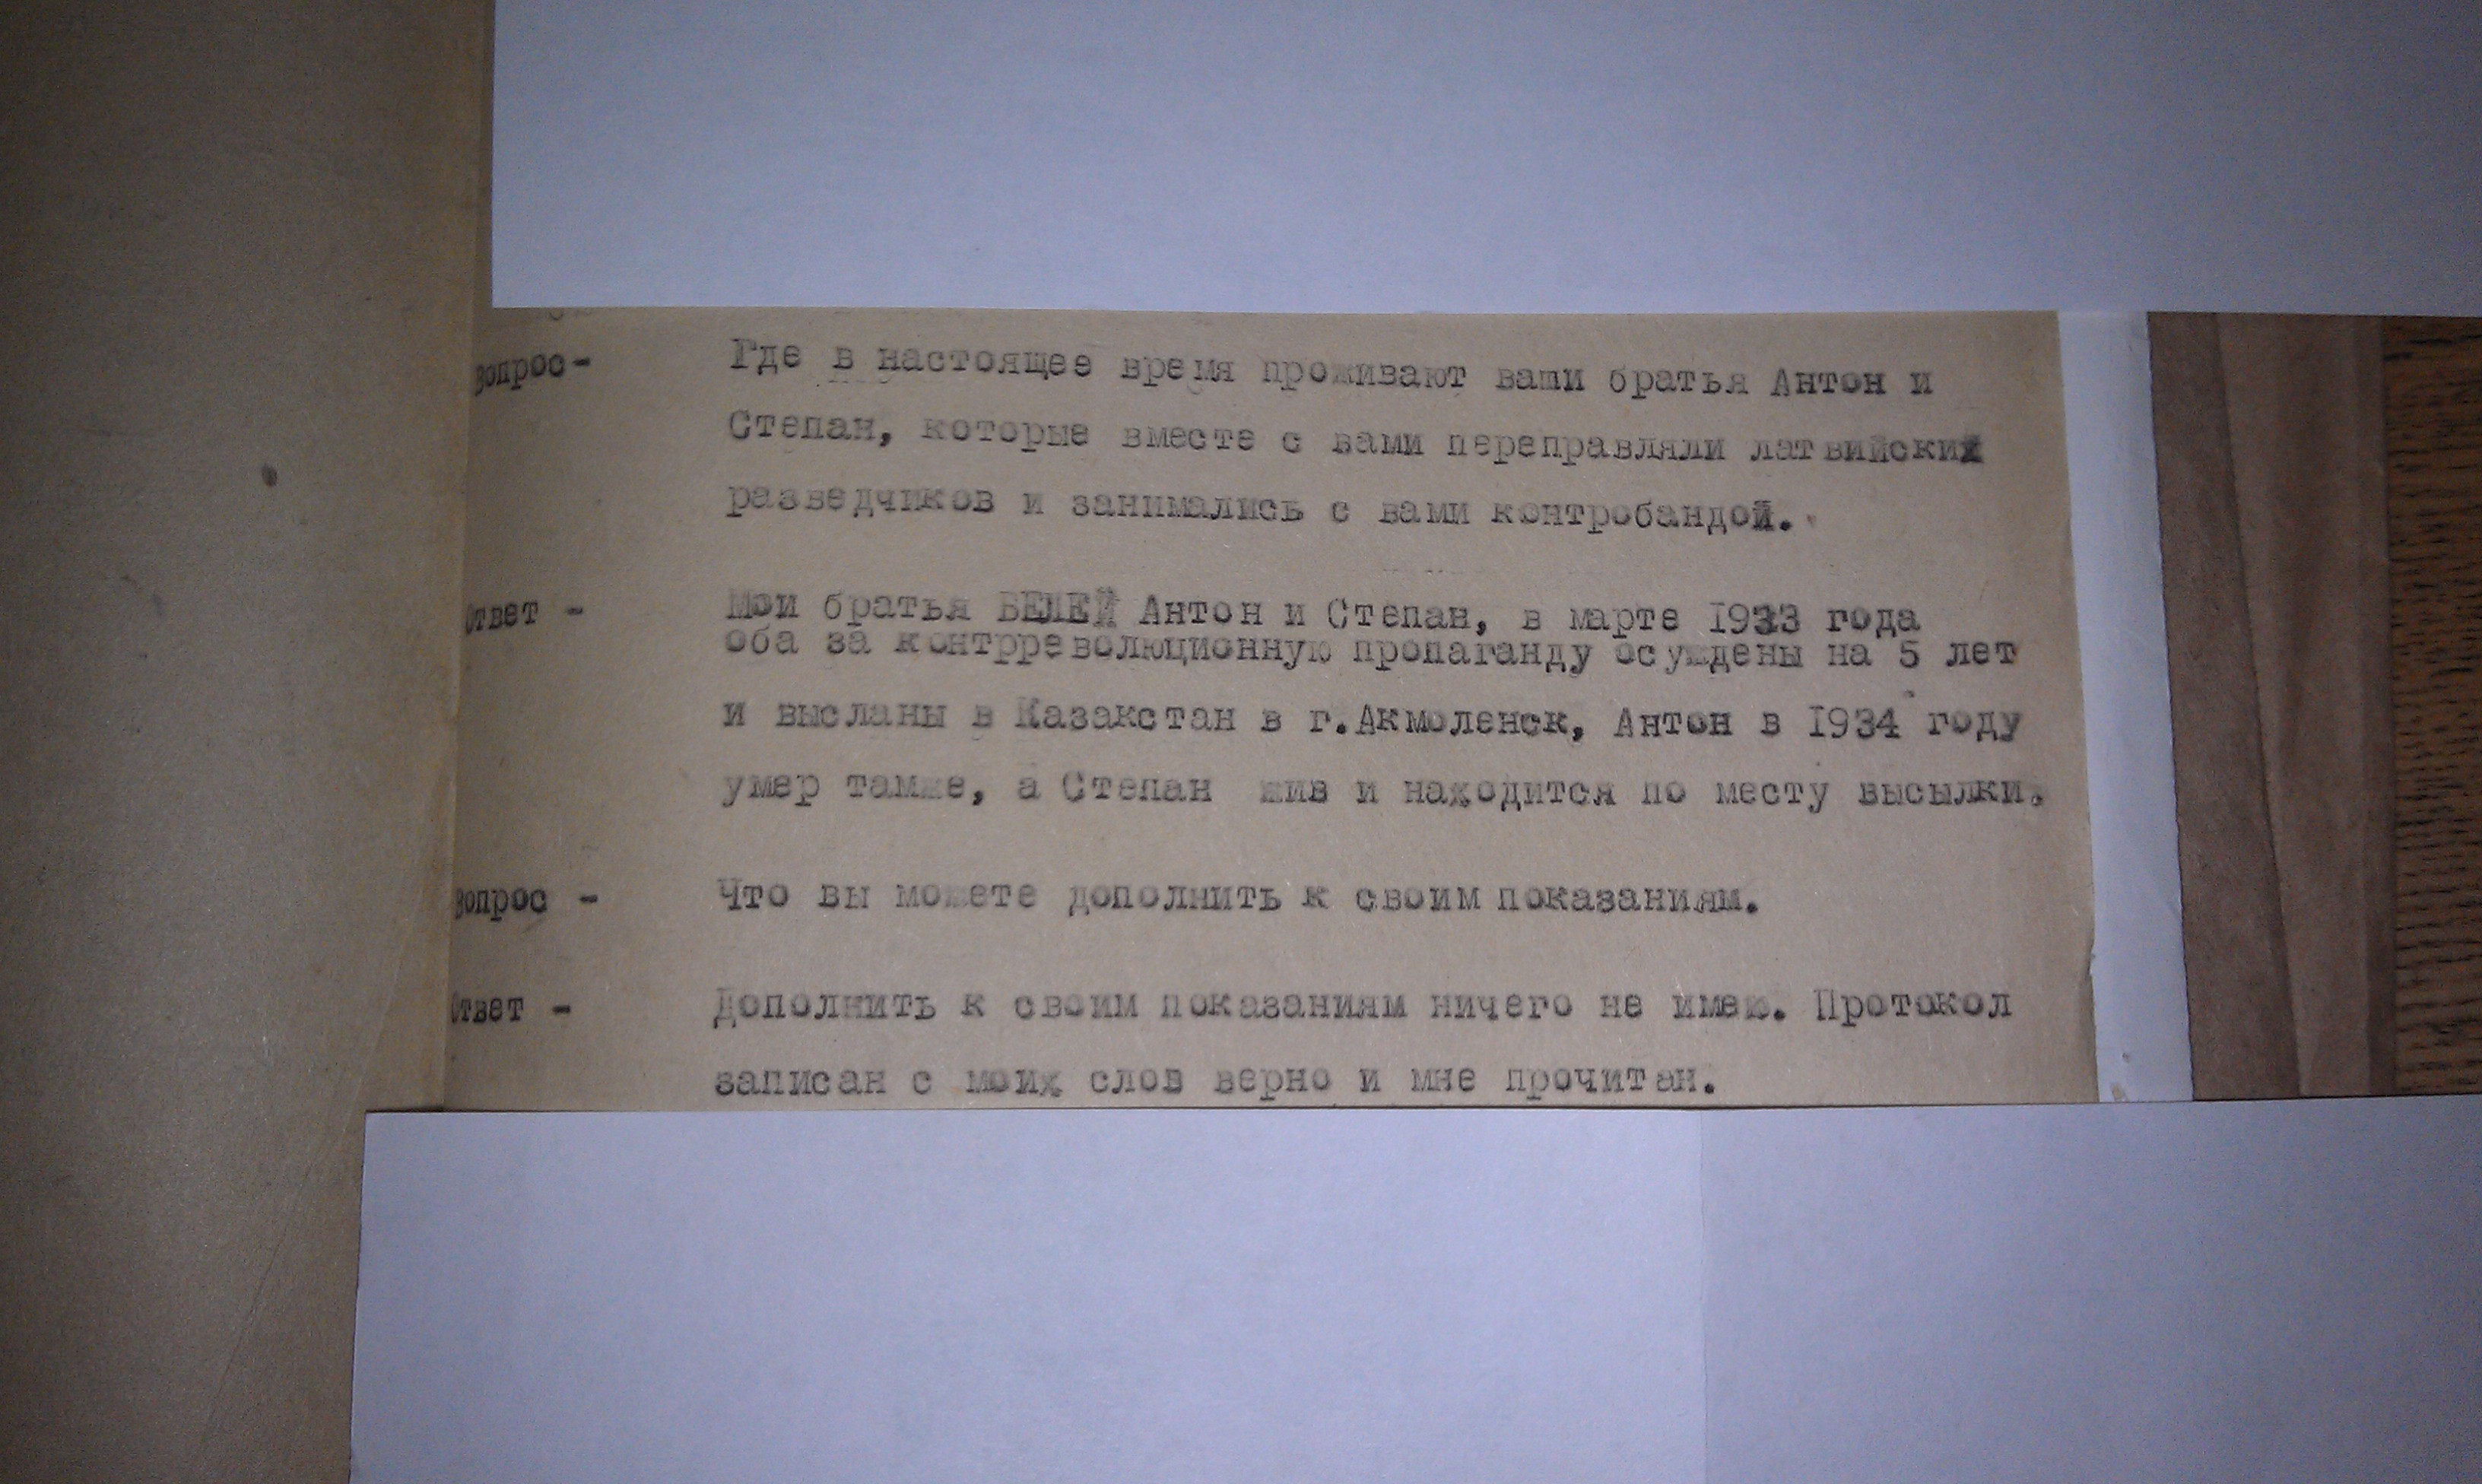 Вопрос- Где в настоящее время проживают ваши братья Антон и
Степан, которые вместе с вами переправляли латвийских
разведчиков и занимались с вами контробандой.
Ответ - Мои братья БЕЛЕЙ Антон и Степан, в марте 1933 года
оба за контрреволюционную пропаганду осуждены на 5 лет
и высланы в Казакстан в г.Акмоленск, Антон в 1934 году
умер тамже, а Степан жив и находится по месту высылки.
Вопрос - Что вы можете дополнить к своим показаниям.
Ответ - Дополнить к своим показаниям ничего не имею. Протокол
записан с моих слов верно и мне прочитан.